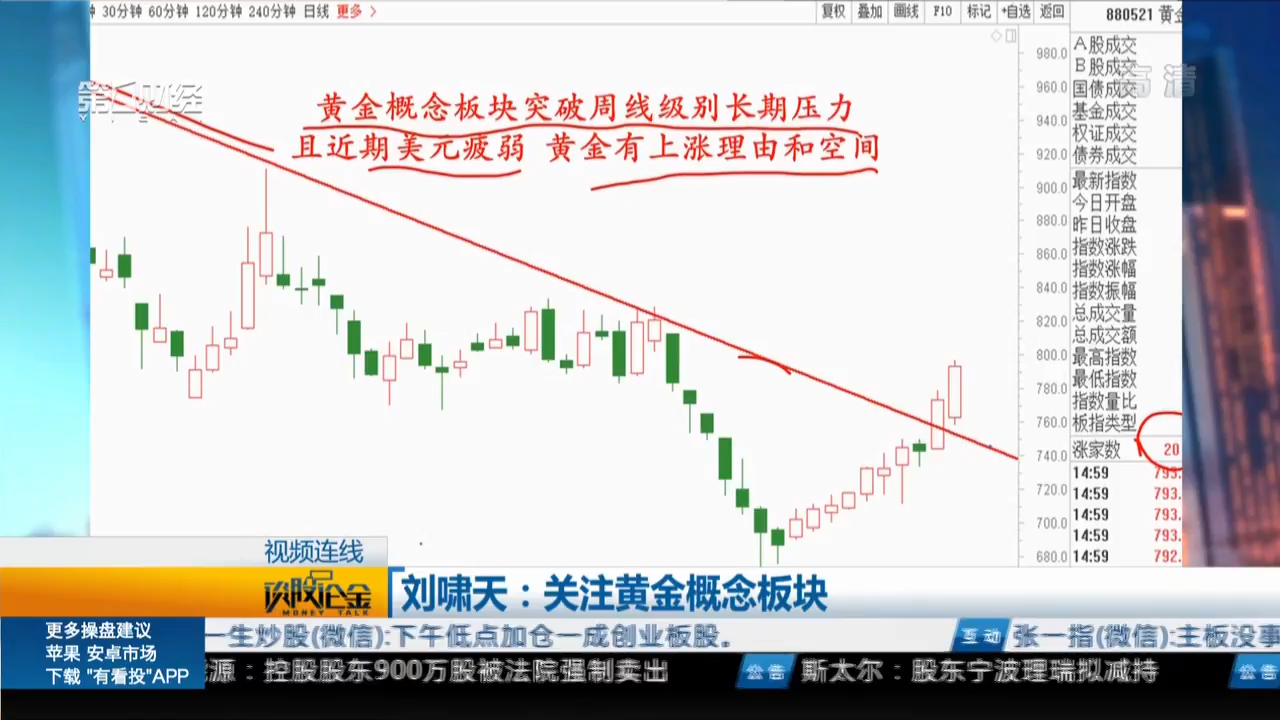 30分钟 60分钟 120分钟 240分钟 日线 更多 >
复权 叠加 画线 F10 标记 +自选 返回
880521 黄金
第一财经
高清
黄金概念板块突破周线级别长期压力
且近期美元疲弱 黄金有上涨理由和空间
980.0
960.0
940.0
920.0
900.0
880.0
860.0
840.0
820.0
800.0
780.0
760.0
740.0
720.0
700.0
680.0
A股成交
B股成交
国债成交
基金成交
权证成交
债券成交
最新指数
今日开盘
昨日收盘
指数涨跌
指数涨幅
指数振幅
总成交量
总成交额
最高指数
最低指数
指数量比
板指类型
涨家数 20
14:59 793.
14:59 793.
14:59 793.
14:59 793.
14:59 792.
视频连线
谈股论金
MONEY TALK
刘啸天：关注黄金概念板块
更多操盘建议
苹果 安卓市场
下载 "有看投"APP
一生炒股(微信):下午低点加仓一成创业板股。 互动 张一指(微信):主板没事
源：控股股东900万股被法院强制卖出 公告 斯太尔：股东宁波理瑞拟减持 公告